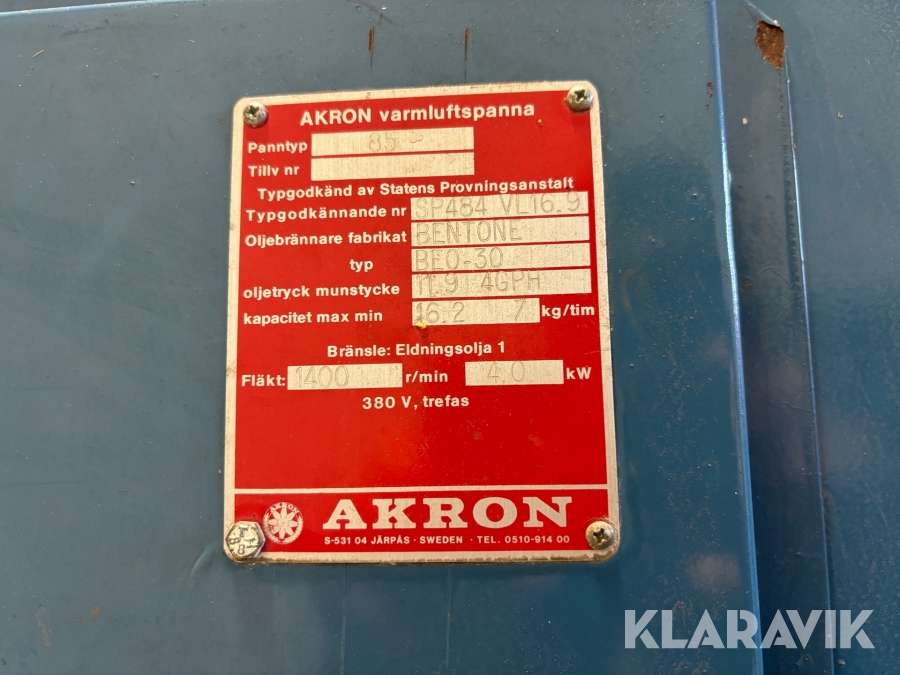 AKRON varmluftspanna
Panntyp 85
Tillv nr
Typgodkänd av Statens Provningsanstalt
Typgodkännande nr SP484 VL16.9
Oljebrännare fabrikat BENTONE
typ BEO-30
oljetryck munstycke 11.9 4GPH
kapacitet max min 16.2 7 kg/tim
Bränsle: Eldningsolja 1
Fläkt: 1400 r/min 4.0 kW
380 V, trefas
AKRON
S-531 04 JÄRPÅS · SWEDEN · TEL. 0510-914 00
KLARAVIK